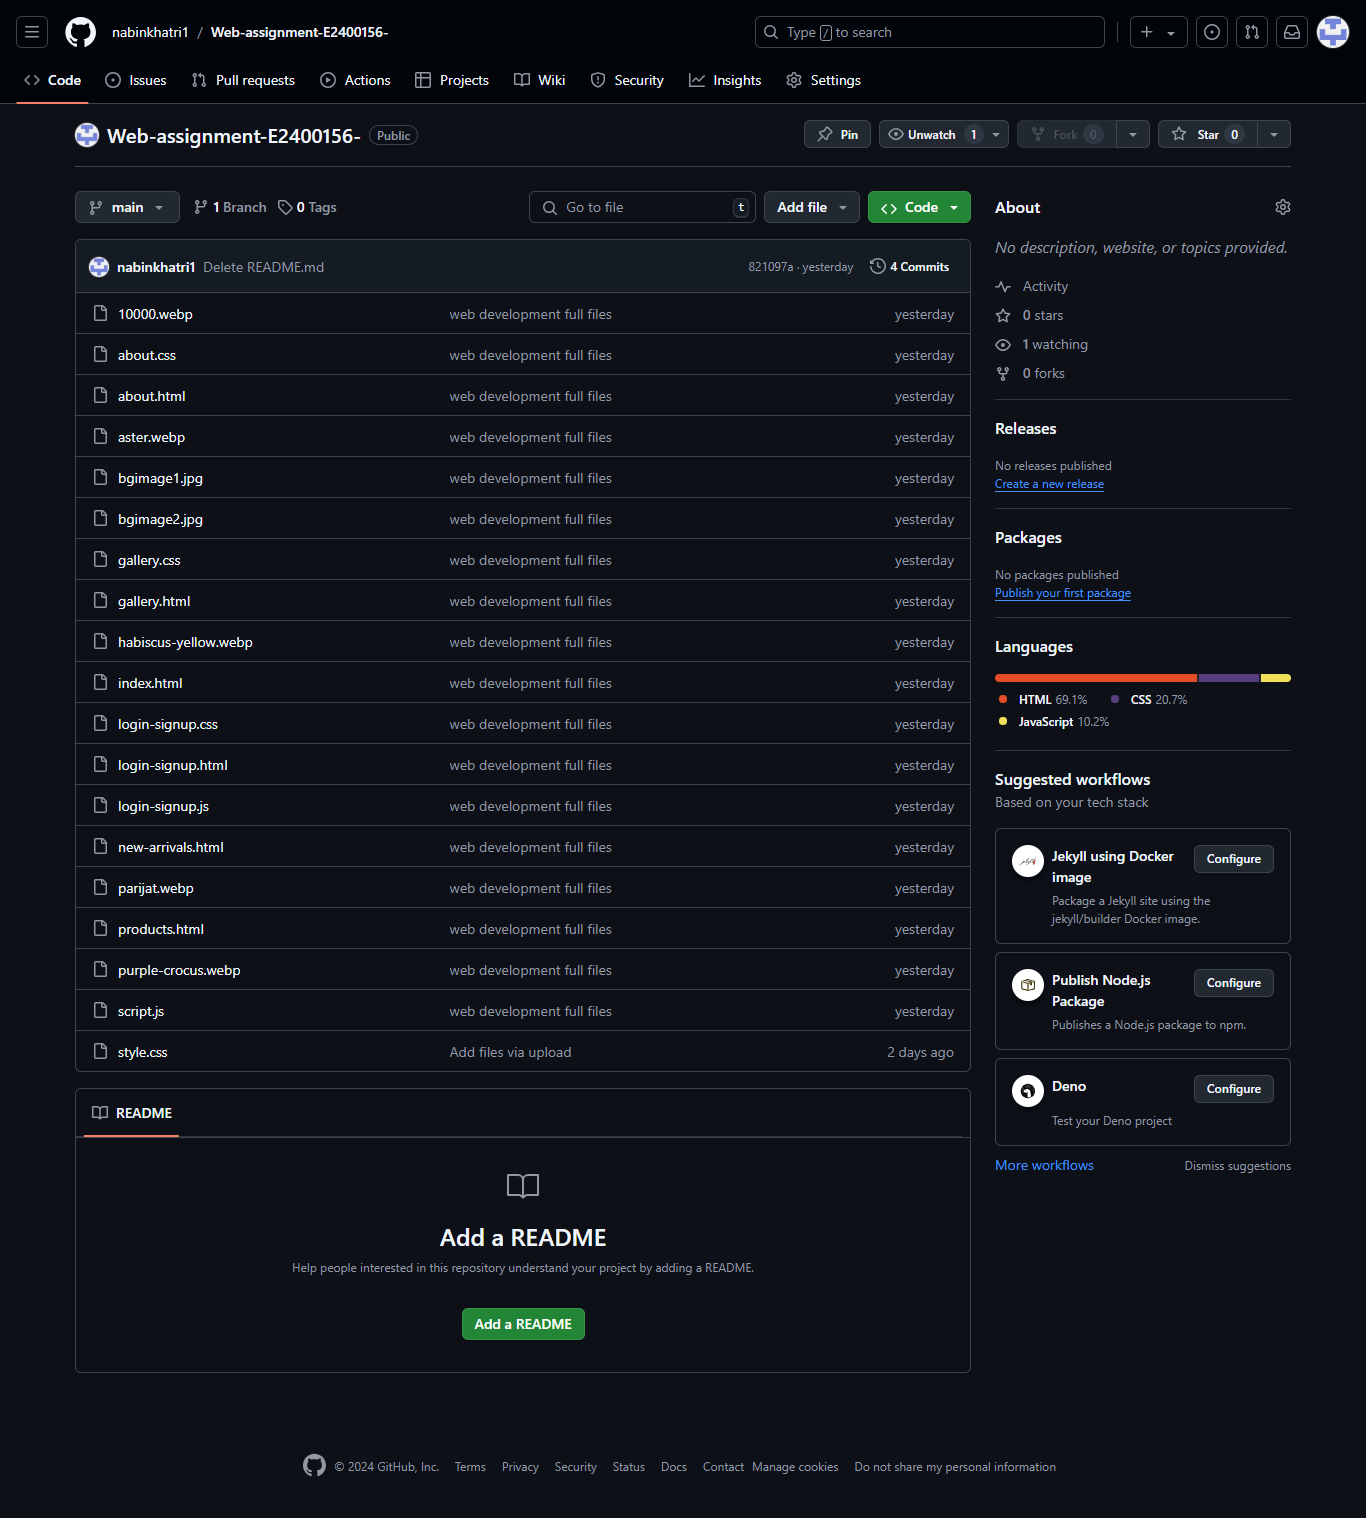 nabinkhatri1 / Web-assignment-E2400156-
Type / to search
Code Issues Pull requests Actions Projects Wiki Security Insights Settings
Web-assignment-E2400156- Public
Pin Unwatch 1 Fork 0 Star 0
main 1 Branch 0 Tags Go to file t Add file Code
nabinkhatri1 Delete README.md 821097a · yesterday 4 Commits
10000.webp web development full files yesterday
about.css web development full files yesterday
about.html web development full files yesterday
aster.webp web development full files yesterday
bgimage1.jpg web development full files yesterday
bgimage2.jpg web development full files yesterday
gallery.css web development full files yesterday
gallery.html web development full files yesterday
habiscus-yellow.webp web development full files yesterday
index.html web development full files yesterday
login-signup.css web development full files yesterday
login-signup.html web development full files yesterday
login-signup.js web development full files yesterday
new-arrivals.html web development full files yesterday
parijat.webp web development full files yesterday
products.html web development full files yesterday
purple-crocus.webp web development full files yesterday
script.js web development full files yesterday
style.css Add files via upload 2 days ago
README
Add a README
Help people interested in this repository understand your project by adding a README.
Add a README
About
No description, website, or topics provided.
Activity
0 stars
1 watching
0 forks
Releases
No releases published
Create a new release
Packages
No packages published
Publish your first package
Languages
HTML 69.1% CSS 20.7%
JavaScript 10.2%
Suggested workflows
Based on your tech stack
Jekyll using Docker
image
Configure
Package a Jekyll site using the
jekyll/builder Docker image.
Publish Node.js
Package
Configure
Publishes a Node.js package to npm.
Deno
Configure
Test your Deno project
More workflows Dismiss suggestions
© 2024 GitHub, Inc. Terms Privacy Security Status Docs Contact Manage cookies Do not share my personal information